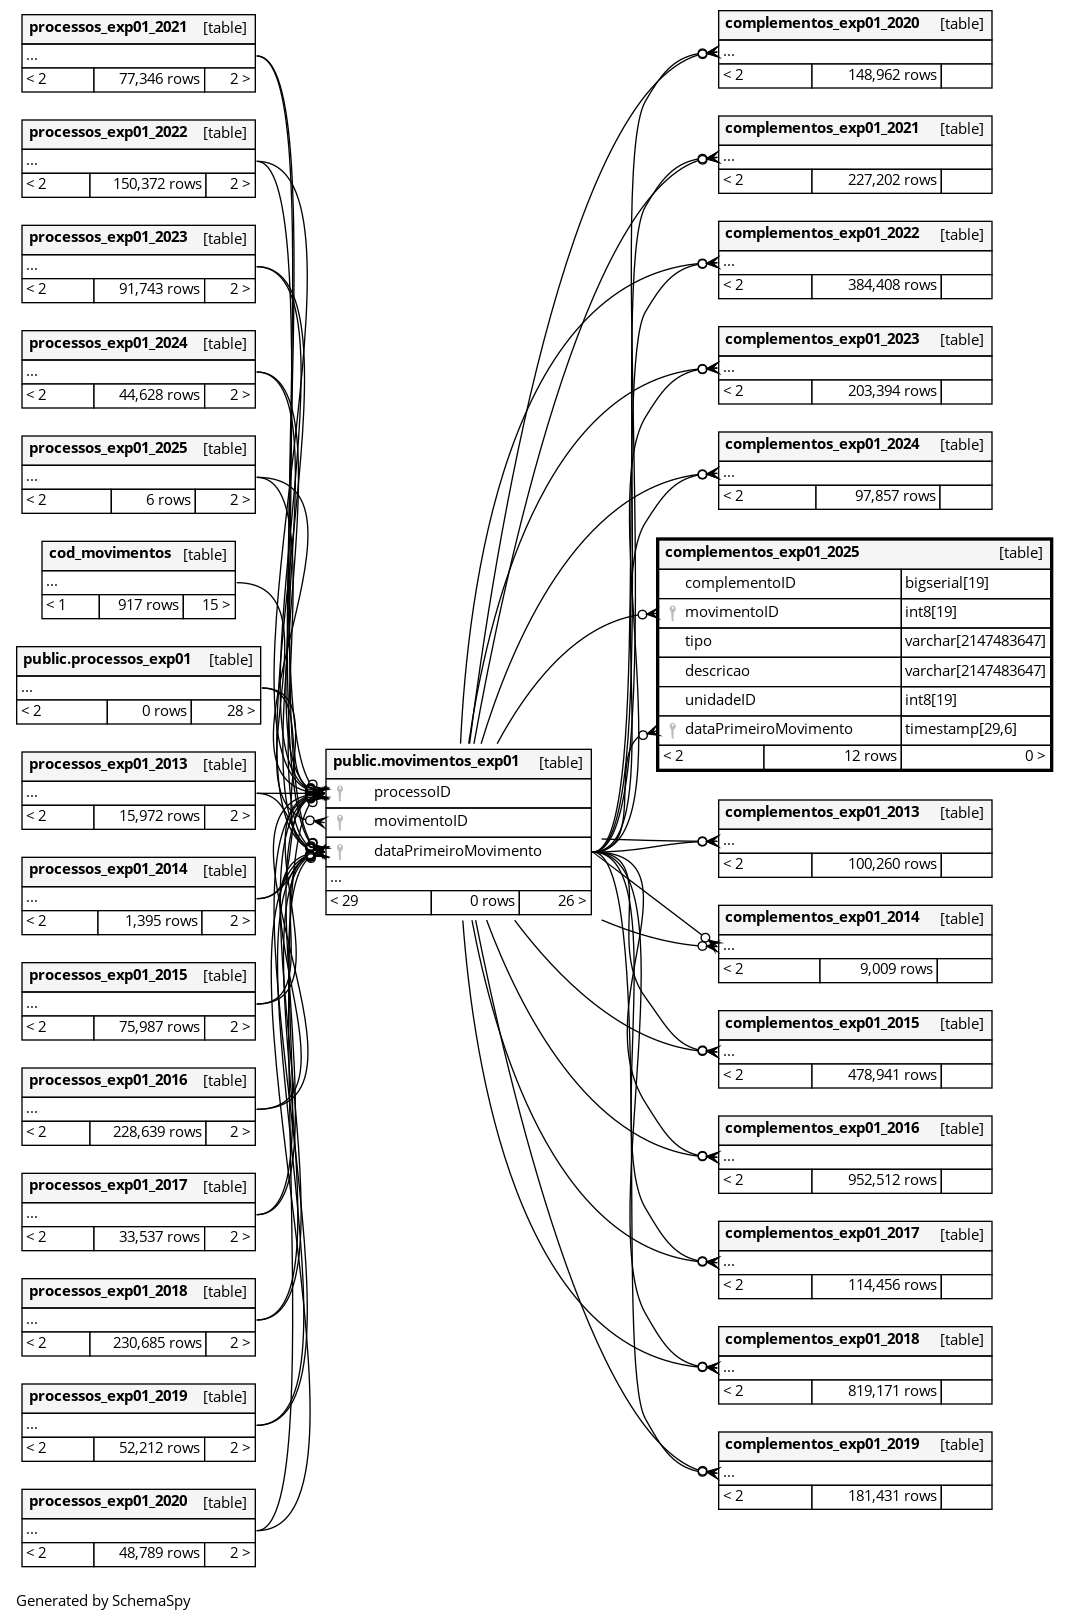 processos_exp01_2021 [table]
...
< 2 77,346 rows 2 >
processos_exp01_2022 [table]
...
< 2 150,372 rows 2 >
processos_exp01_2023 [table]
...
< 2 91,743 rows 2 >
processos_exp01_2024 [table]
...
< 2 44,628 rows 2 >
processos_exp01_2025 [table]
...
< 2 6 rows 2 >
cod_movimentos [table]
...
< 1 917 rows 15 >
public.processos_exp01 [table]
...
< 2 0 rows 28 >
processos_exp01_2013 [table]
...
< 2 15,972 rows 2 >
processos_exp01_2014 [table]
...
< 2 1,395 rows 2 >
processos_exp01_2015 [table]
...
< 2 75,987 rows 2 >
processos_exp01_2016 [table]
...
< 2 228,639 rows 2 >
processos_exp01_2017 [table]
...
< 2 33,537 rows 2 >
processos_exp01_2018 [table]
...
< 2 230,685 rows 2 >
processos_exp01_2019 [table]
...
< 2 52,212 rows 2 >
processos_exp01_2020 [table]
...
< 2 48,789 rows 2 >
public.movimentos_exp01 [table]
processoID
movimentoID
dataPrimeiroMovimento
...
< 29 0 rows 26 >
complementos_exp01_2020 [table]
...
< 2 148,962 rows
complementos_exp01_2021 [table]
...
< 2 227,202 rows
complementos_exp01_2022 [table]
...
< 2 384,408 rows
complementos_exp01_2023 [table]
...
< 2 203,394 rows
complementos_exp01_2024 [table]
...
< 2 97,857 rows
complementos_exp01_2025 [table]
complementoID bigserial[19]
movimentoID int8[19]
tipo varchar[2147483647]
descricao varchar[2147483647]
unidadeID int8[19]
dataPrimeiroMovimento timestamp[29,6]
< 2 12 rows 0 >
complementos_exp01_2013 [table]
...
< 2 100,260 rows
complementos_exp01_2014 [table]
...
< 2 9,009 rows
complementos_exp01_2015 [table]
...
< 2 478,941 rows
complementos_exp01_2016 [table]
...
< 2 952,512 rows
complementos_exp01_2017 [table]
...
< 2 114,456 rows
complementos_exp01_2018 [table]
...
< 2 819,171 rows
complementos_exp01_2019 [table]
...
< 2 181,431 rows
Generated by SchemaSpy